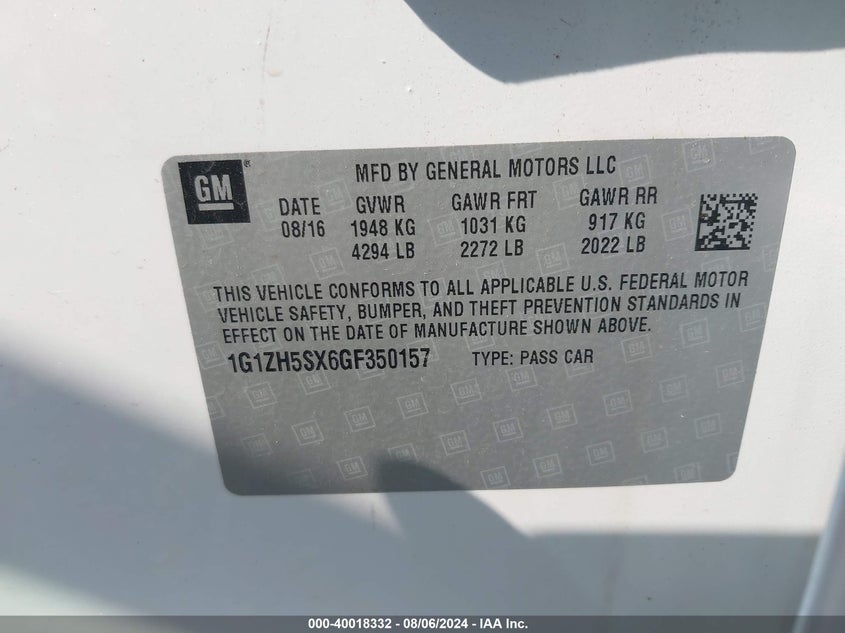 GM
MFD BY GENERAL MOTORS LLC
DATE GVWR GAWR FRT GAWR RR
08/16 1948 KG 1031 KG 917 KG
4294 LB 2272 LB 2022 LB
THIS VEHICLE CONFORMS TO ALL APPLICABLE U.S. FEDERAL MOTOR
VEHICLE SAFETY, BUMPER, AND THEFT PREVENTION STANDARDS IN
EFFECT ON THE DATE OF MANUFACTURE SHOWN ABOVE.
1G1ZH5SX6GF350157 TYPE: PASS CAR
000-40018332 - 08/06/2024 - IAA Inc.